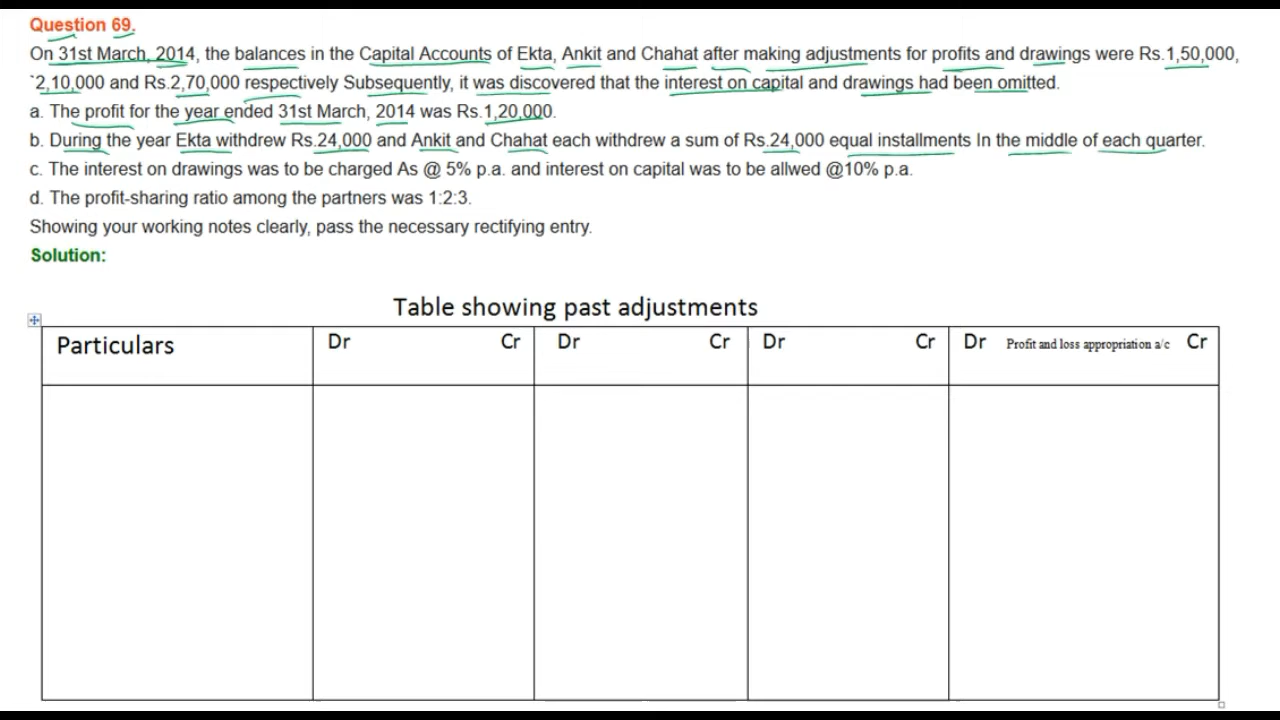 Question 69.
On 31st March, 2014, the balances in the Capital Accounts of Ekta, Ankit and Chahat after making adjustments for profits and drawings were Rs.1,50,000,
`2,10,000 and Rs.2,70,000 respectively Subsequently, it was discovered that the interest on capital and drawings had been omitted.
a. The profit for the year ended 31st March, 2014 was Rs.1,20,000.
b. During the year Ekta withdrew Rs.24,000 and Ankit and Chahat each withdrew a sum of Rs.24,000 equal installments In the middle of each quarter.
c. The interest on drawings was to be charged As @ 5% p.a. and interest on capital was to be allwed @10% p.a.
d. The profit-sharing ratio among the partners was 1:2:3.
Showing your working notes clearly, pass the necessary rectifying entry.
Solution:
Table showing past adjustments
Particulars Dr Cr Dr Cr Dr Cr Dr Profit and loss appropriation a/c Cr